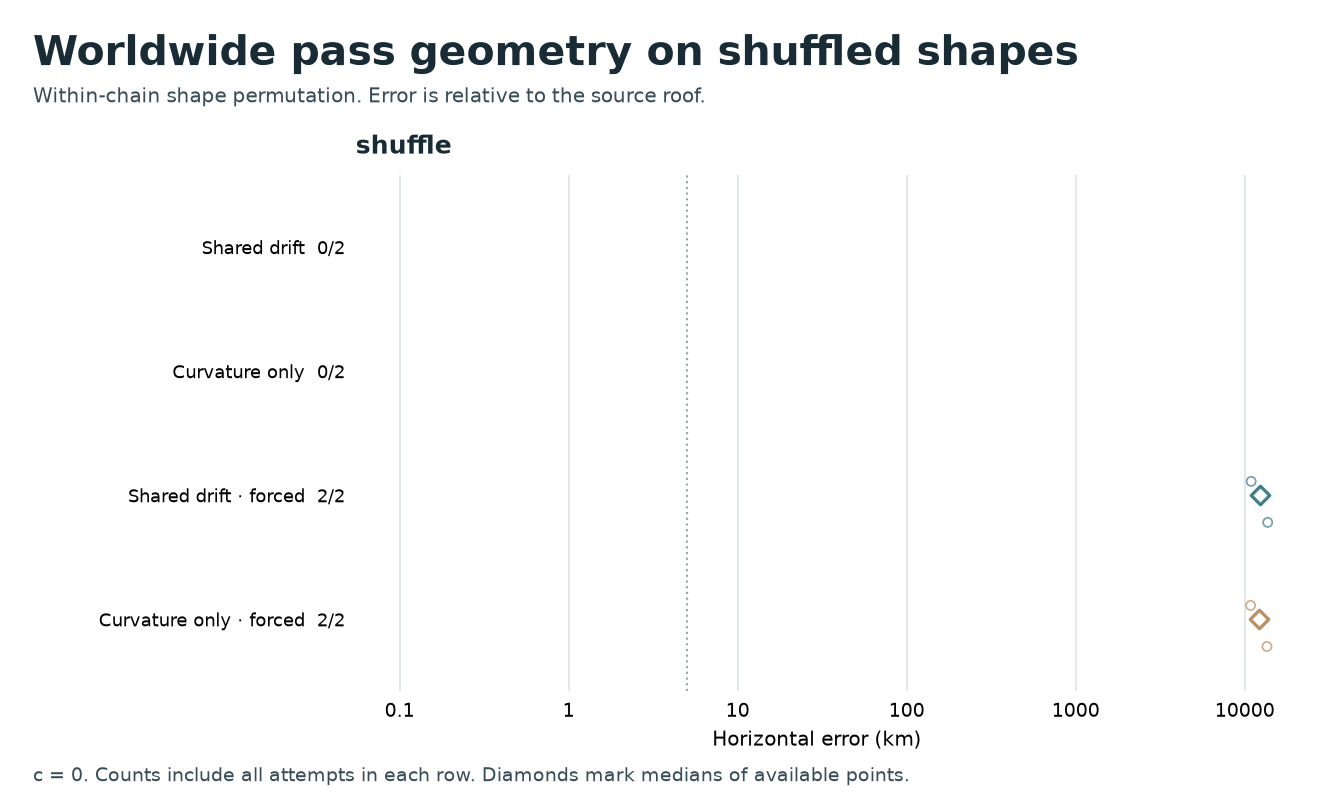 Worldwide pass geometry on shuffled shapes
Within-chain shape permutation. Error is relative to the source roof.
shuffle
Shared drift  0/2
Curvature only  0/2
Shared drift · forced  2/2
Curvature only · forced  2/2
0.1 1 10 100 1000 10000
Horizontal error (km)
c = 0. Counts include all attempts in each row. Diamonds mark medians of available points.